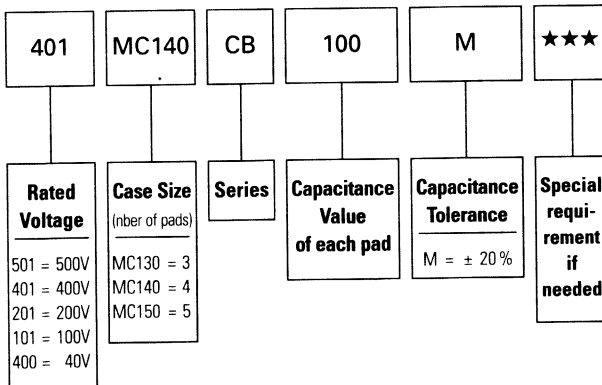 401 MC140 CB 100 M ★★★
Rated
Voltage
501 = 500V
401 = 400V
201 = 200V
101 = 100V
400 = 40V
Case Size
(nber of pads)
MC130 = 3
MC140 = 4
MC150 = 5
Series
Capacitance
Value
of each pad
Capacitance
Tolerance
M = ± 20%
Special
requi-
rement
if
needed